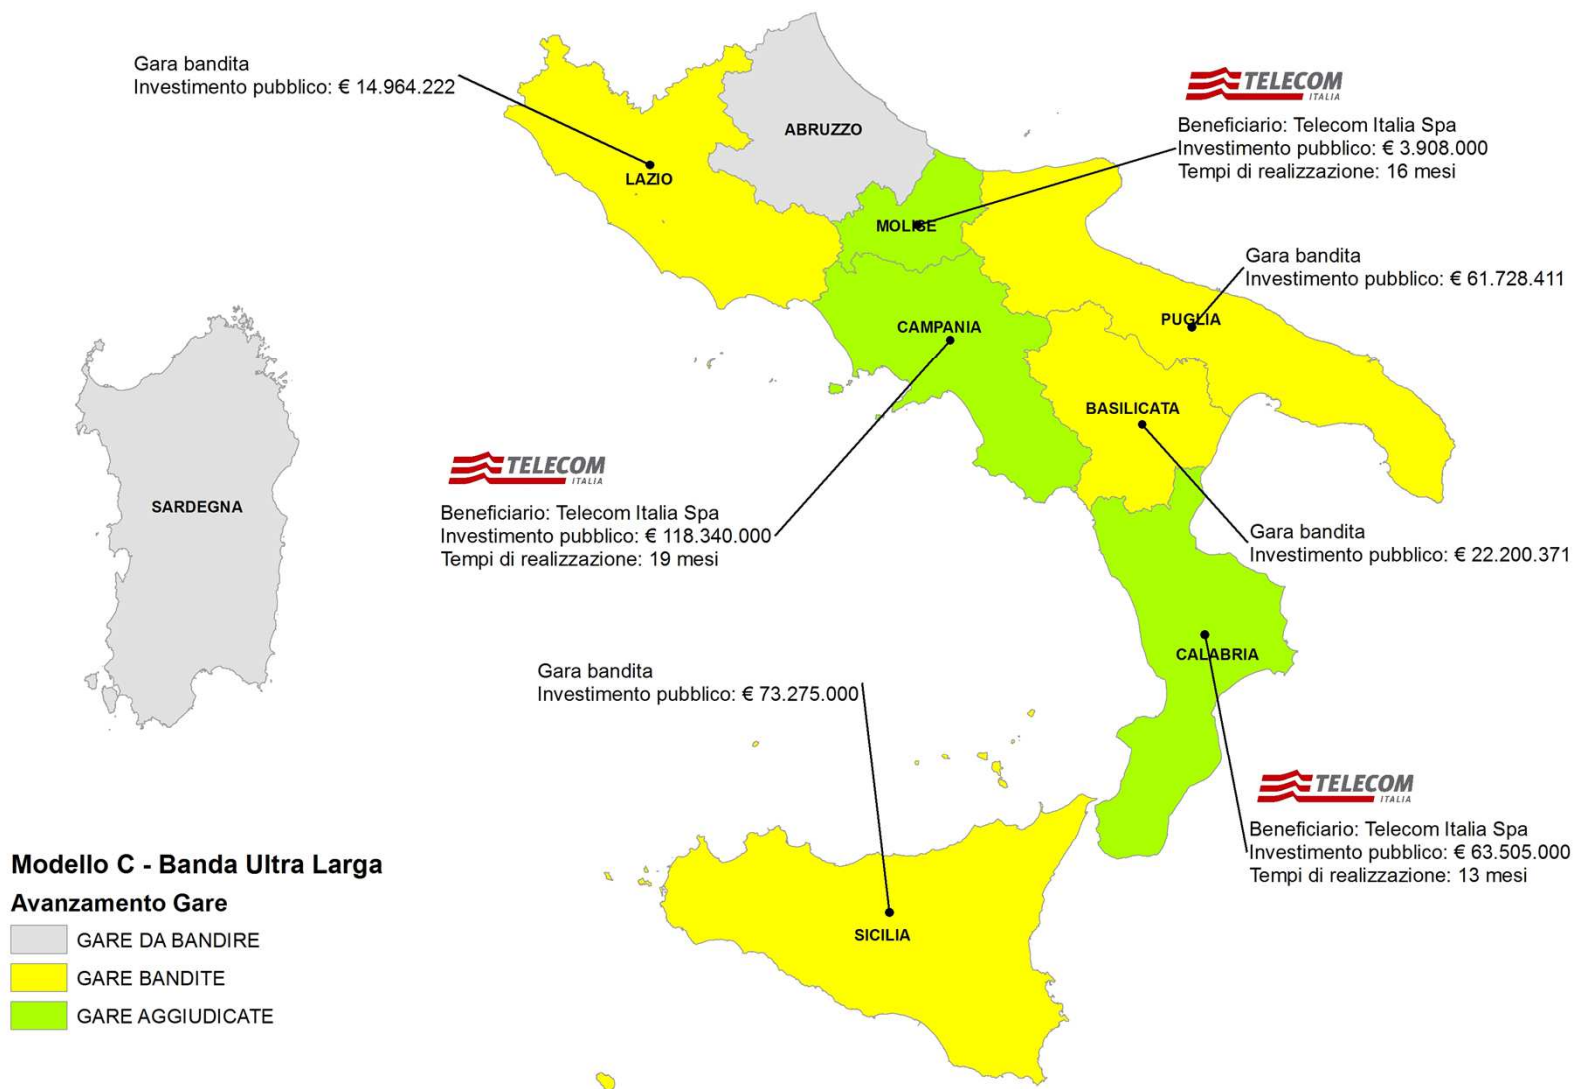 Gara bandita
Investimento pubblico: € 14.964.222
ABRUZZO
LAZIO
TELECOM
ITALIA
Beneficiario: Telecom Italia Spa
Investimento pubblico: € 3.908.000
Tempi di realizzazione: 16 mesi
MOLISE
Gara bandita
Investimento pubblico: € 61.728.411
PUGLIA
CAMPANIA
BASILICATA
SARDEGNA
TELECOM
ITALIA
Beneficiario: Telecom Italia Spa
Investimento pubblico: € 118.340.000
Tempi di realizzazione: 19 mesi
Gara bandita
Investimento pubblico: € 22.200.371
CALABRIA
Gara bandita
Investimento pubblico: € 73.275.000
TELECOM
ITALIA
Beneficiario: Telecom Italia Spa
Investimento pubblico: € 63.505.000
Tempi di realizzazione: 13 mesi
SICILIA
Modello C - Banda Ultra Larga
Avanzamento Gare
GARE DA BANDIRE
GARE BANDITE
GARE AGGIUDICATE